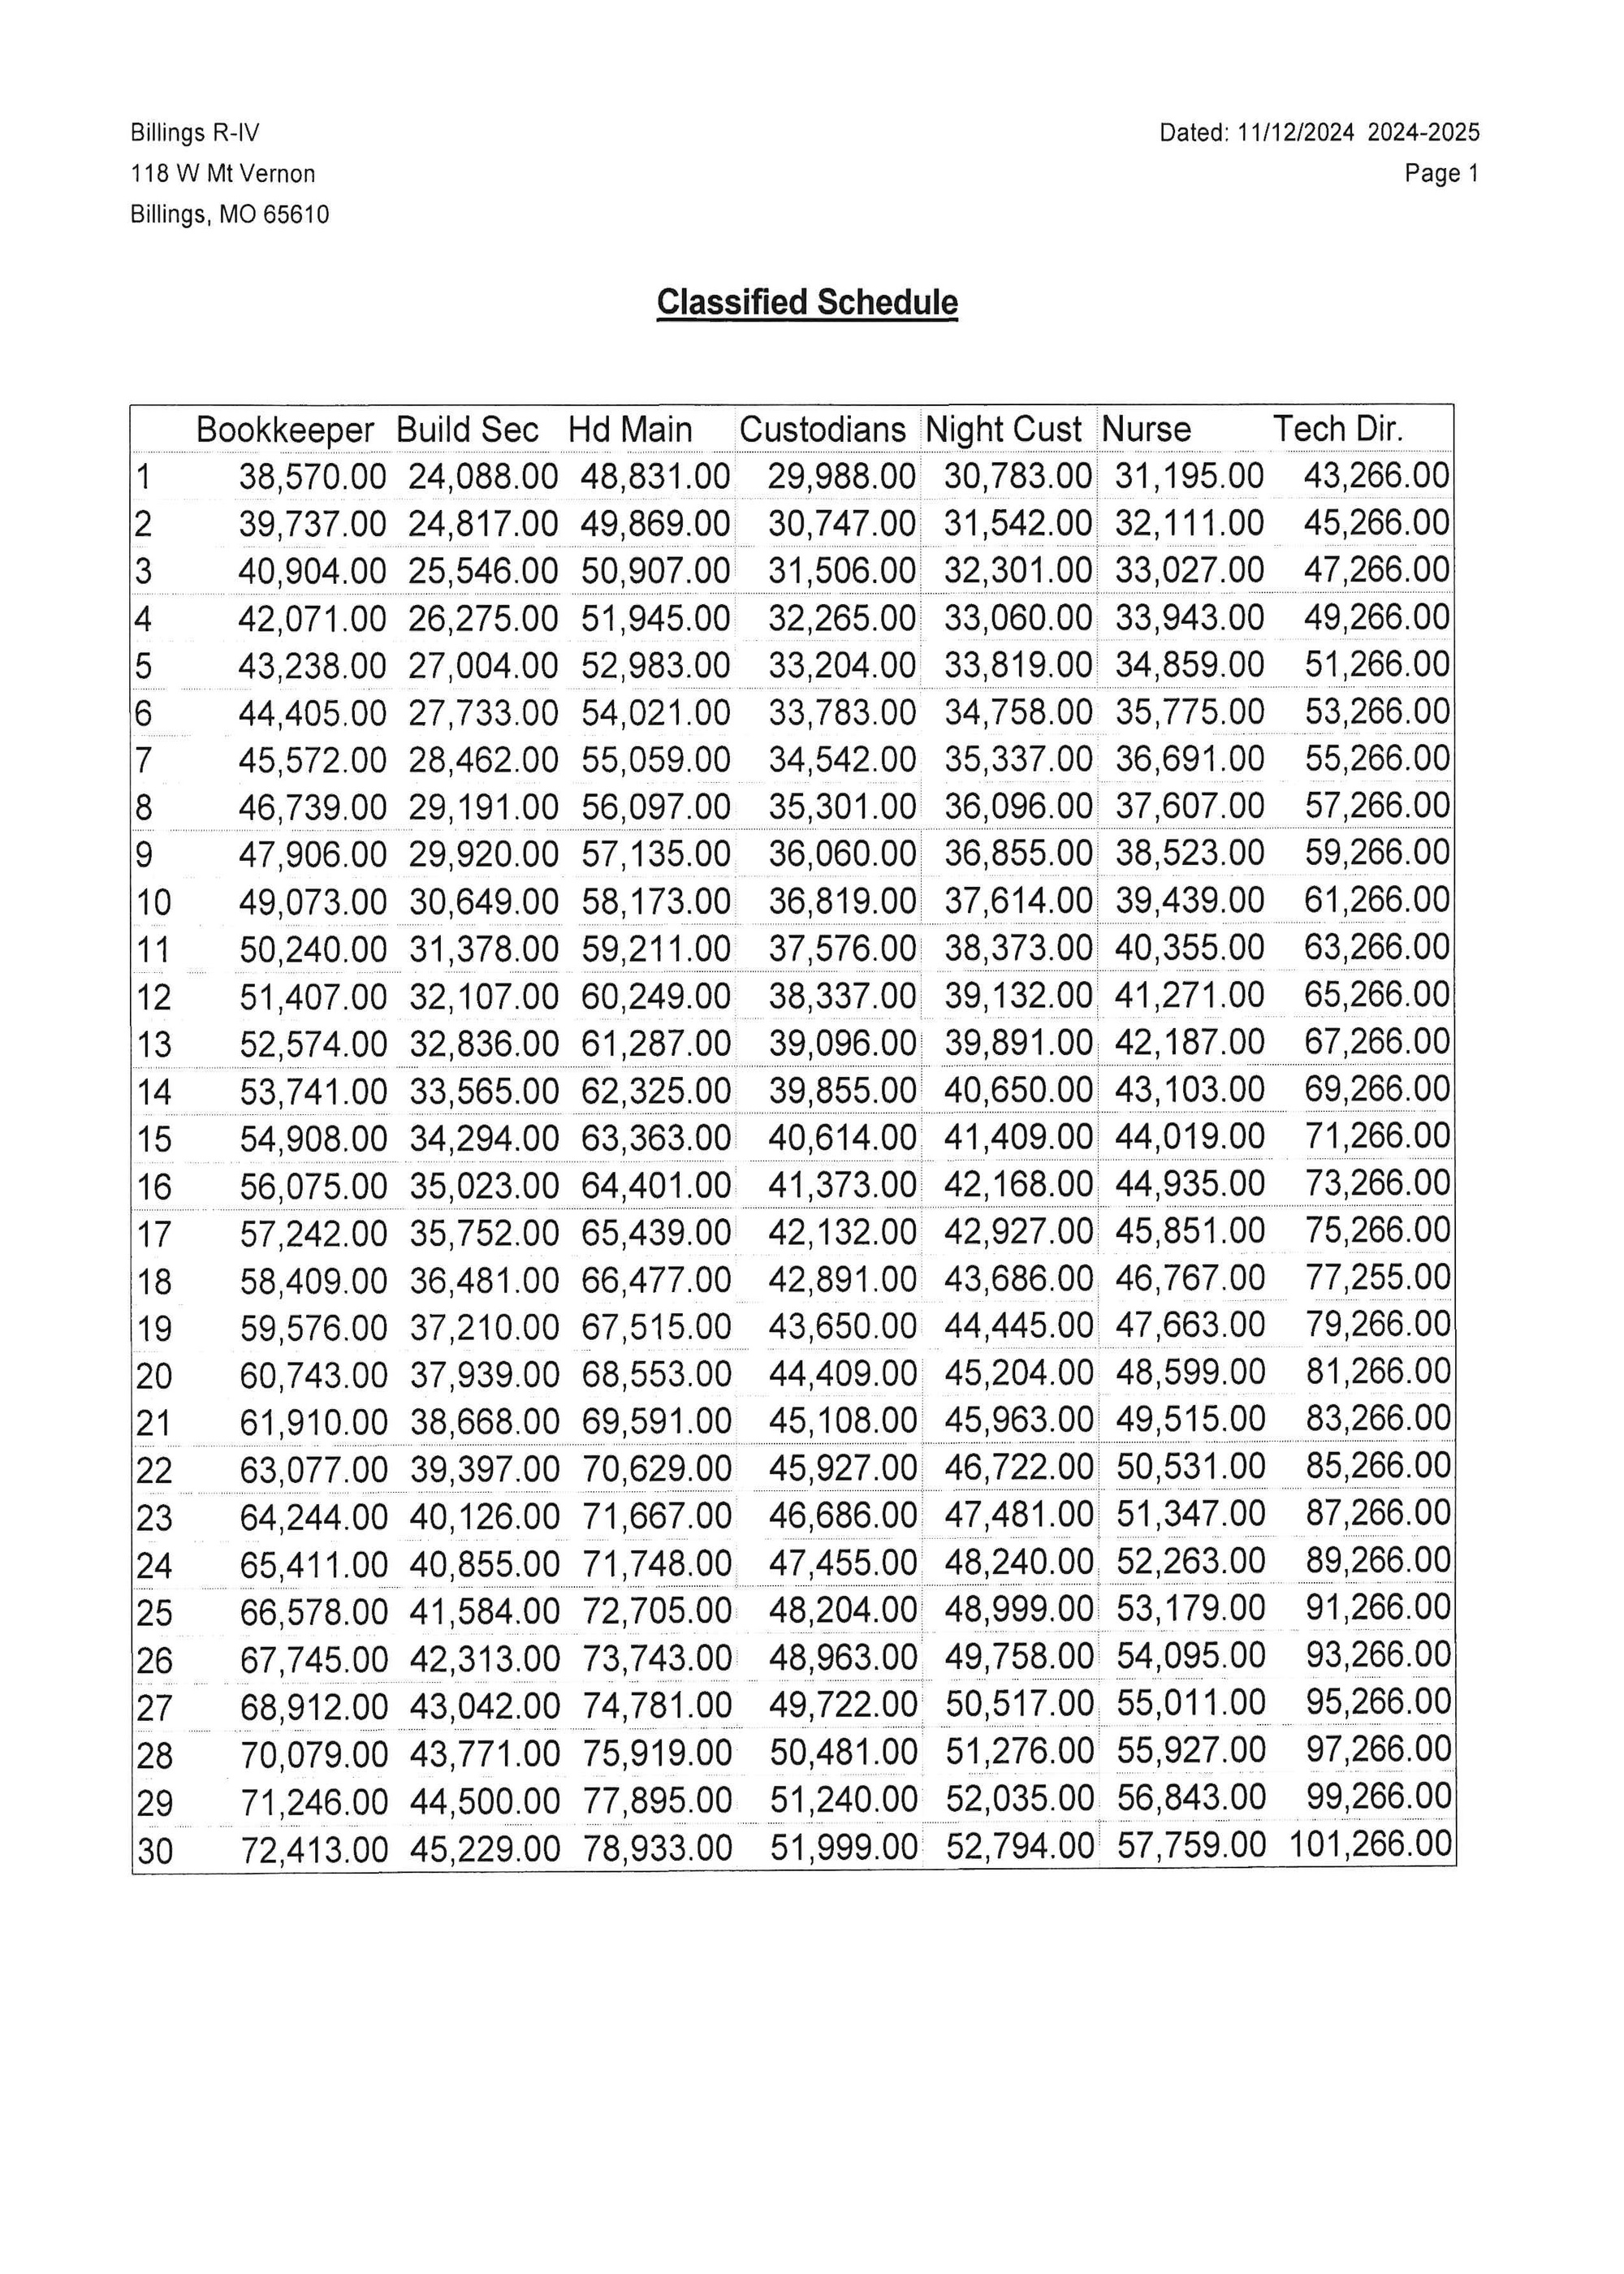 Billings R-IV Dated: 11/12/2024 2024-2025
118 W Mt Vernon Page 1
Billings, MO 65610
Classified Schedule
Bookkeeper Build Sec Hd Main Custodians Night Cust Nurse Tech Dir.
1 38,570.00 24,088.00 48,831.00 29,988.00 30,783.00 31,195.00 43,266.00
2 39,737.00 24,817.00 49,869.00 30,747.00 31,542.00 32,111.00 45,266.00
3 40,904.00 25,546.00 50,907.00 31,506.00 32,301.00 33,027.00 47,266.00
4 42,071.00 26,275.00 51,945.00 32,265.00 33,060.00 33,943.00 49,266.00
5 43,238.00 27,004.00 52,983.00 33,204.00 33,819.00 34,859.00 51,266.00
6 44,405.00 27,733.00 54,021.00 33,783.00 34,758.00 35,775.00 53,266.00
7 45,572.00 28,462.00 55,059.00 34,542.00 35,337.00 36,691.00 55,266.00
8 46,739.00 29,191.00 56,097.00 35,301.00 36,096.00 37,607.00 57,266.00
9 47,906.00 29,920.00 57,135.00 36,060.00 36,855.00 38,523.00 59,266.00
10 49,073.00 30,649.00 58,173.00 36,819.00 37,614.00 39,439.00 61,266.00
11 50,240.00 31,378.00 59,211.00 37,576.00 38,373.00 40,355.00 63,266.00
12 51,407.00 32,107.00 60,249.00 38,337.00 39,132.00 41,271.00 65,266.00
13 52,574.00 32,836.00 61,287.00 39,096.00 39,891.00 42,187.00 67,266.00
14 53,741.00 33,565.00 62,325.00 39,855.00 40,650.00 43,103.00 69,266.00
15 54,908.00 34,294.00 63,363.00 40,614.00 41,409.00 44,019.00 71,266.00
16 56,075.00 35,023.00 64,401.00 41,373.00 42,168.00 44,935.00 73,266.00
17 57,242.00 35,752.00 65,439.00 42,132.00 42,927.00 45,851.00 75,266.00
18 58,409.00 36,481.00 66,477.00 42,891.00 43,686.00 46,767.00 77,255.00
19 59,576.00 37,210.00 67,515.00 43,650.00 44,445.00 47,663.00 79,266.00
20 60,743.00 37,939.00 68,553.00 44,409.00 45,204.00 48,599.00 81,266.00
21 61,910.00 38,668.00 69,591.00 45,108.00 45,963.00 49,515.00 83,266.00
22 63,077.00 39,397.00 70,629.00 45,927.00 46,722.00 50,531.00 85,266.00
23 64,244.00 40,126.00 71,667.00 46,686.00 47,481.00 51,347.00 87,266.00
24 65,411.00 40,855.00 71,748.00 47,455.00 48,240.00 52,263.00 89,266.00
25 66,578.00 41,584.00 72,705.00 48,204.00 48,999.00 53,179.00 91,266.00
26 67,745.00 42,313.00 73,743.00 48,963.00 49,758.00 54,095.00 93,266.00
27 68,912.00 43,042.00 74,781.00 49,722.00 50,517.00 55,011.00 95,266.00
28 70,079.00 43,771.00 75,919.00 50,481.00 51,276.00 55,927.00 97,266.00
29 71,246.00 44,500.00 77,895.00 51,240.00 52,035.00 56,843.00 99,266.00
30 72,413.00 45,229.00 78,933.00 51,999.00 52,794.00 57,759.00 101,266.00